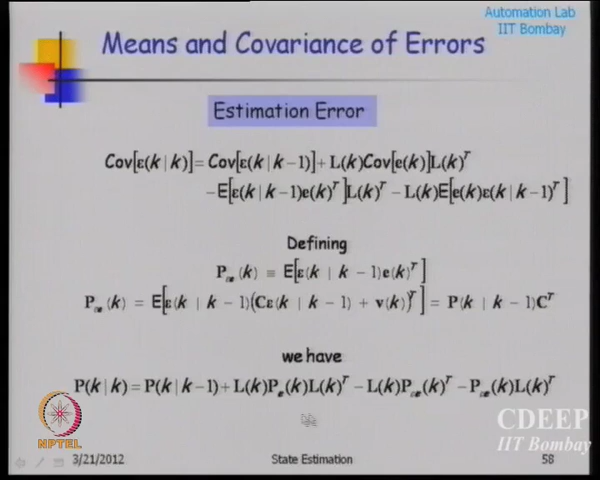 Automation Lab
IIT Bombay
Means and Covariance of Errors
Estimation Error
Cov[ε(k | k)] = Cov[ε(k | k−1)] + L(k)Cov[e(k)]L(k)^T
−E[ε(k | k−1)e(k)^T]L(k)^T − L(k)E[e(k)ε(k | k−1)^T]
Defining
P_εe(k) ≡ E[ε(k | k − 1)e(k)^T]
P_εe(k) = E[ε(k | k − 1)(Cε(k | k − 1) + v(k))^T] = P(k | k − 1)C^T
we have
P(k | k) = P(k | k − 1) + L(k)P_e(k)L(k)^T − L(k)P_εe(k)^T − P_εe(k)L(k)^T
NPTEL
CDEEP
IIT Bombay
3/21/2012
State Estimation
58